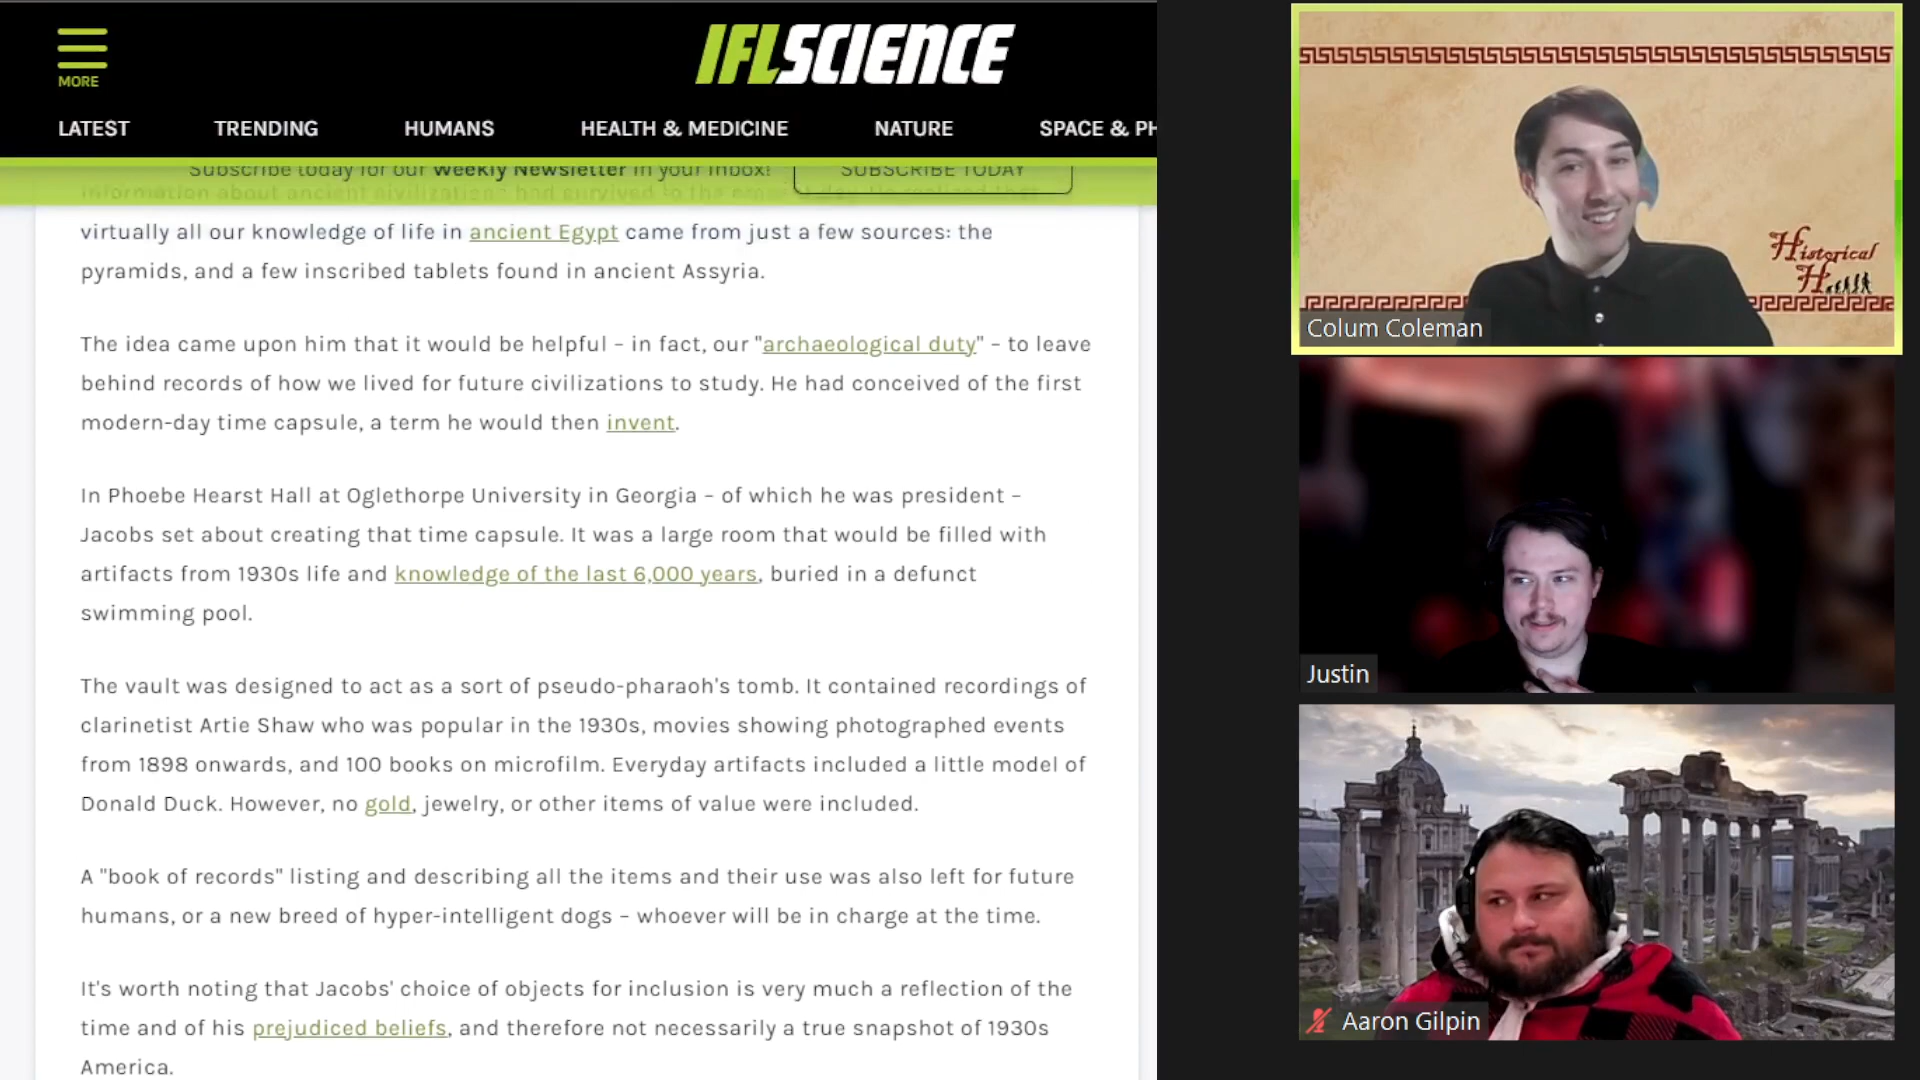 MORE
IFLSCIENCE
LATEST
TRENDING
HUMANS
HEALTH & MEDICINE
NATURE
SPACE & PH
Subscribe today for our Weekly Newsletter in your inbox!
SUBSCRIBE TODAY
information about ancient civilizations had survived to the present day. He realized that
virtually all our knowledge of life in ancient Egypt came from just a few sources: the
pyramids, and a few inscribed tablets found in ancient Assyria.
The idea came upon him that it would be helpful – in fact, our "archaeological duty" – to leave
behind records of how we lived for future civilizations to study. He had conceived of the first
modern-day time capsule, a term he would then invent.
In Phoebe Hearst Hall at Oglethorpe University in Georgia – of which he was president –
Jacobs set about creating that time capsule. It was a large room that would be filled with
artifacts from 1930s life and knowledge of the last 6,000 years, buried in a defunct
swimming pool.
The vault was designed to act as a sort of pseudo-pharaoh's tomb. It contained recordings of
clarinetist Artie Shaw who was popular in the 1930s, movies showing photographed events
from 1898 onwards, and 100 books on microfilm. Everyday artifacts included a little model of
Donald Duck. However, no gold, jewelry, or other items of value were included.
A "book of records" listing and describing all the items and their use was also left for future
humans, or a new breed of hyper-intelligent dogs – whoever will be in charge at the time.
It's worth noting that Jacobs' choice of objects for inclusion is very much a reflection of the
time and of his prejudiced beliefs, and therefore not necessarily a true snapshot of 1930s
America.
Historical
H
Colum Coleman
Justin
Aaron Gilpin